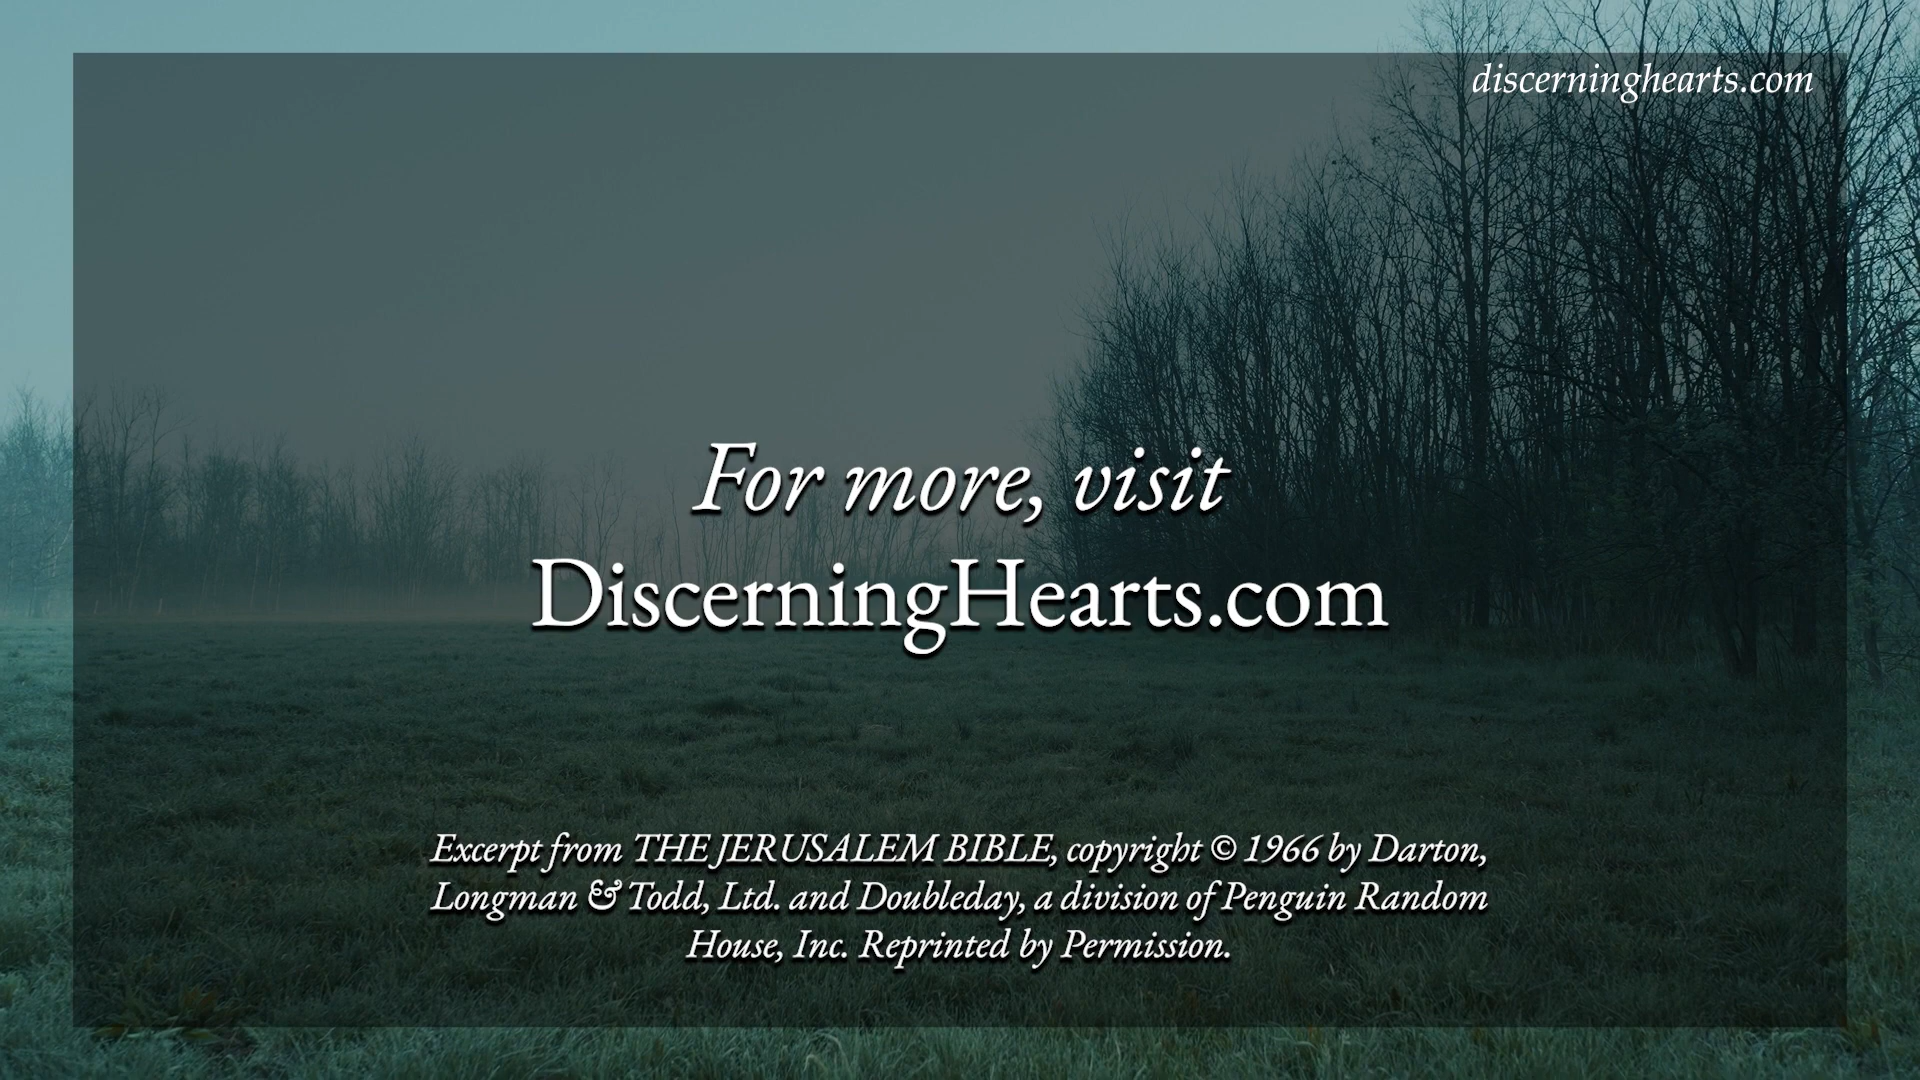 discerninghearts.com
For more, visit
DiscerningHearts.com
Excerpt from THE JERUSALEM BIBLE, copyright © 1966 by Darton,
Longman & Todd, Ltd. and Doubleday, a division of Penguin Random
House, Inc. Reprinted by Permission.